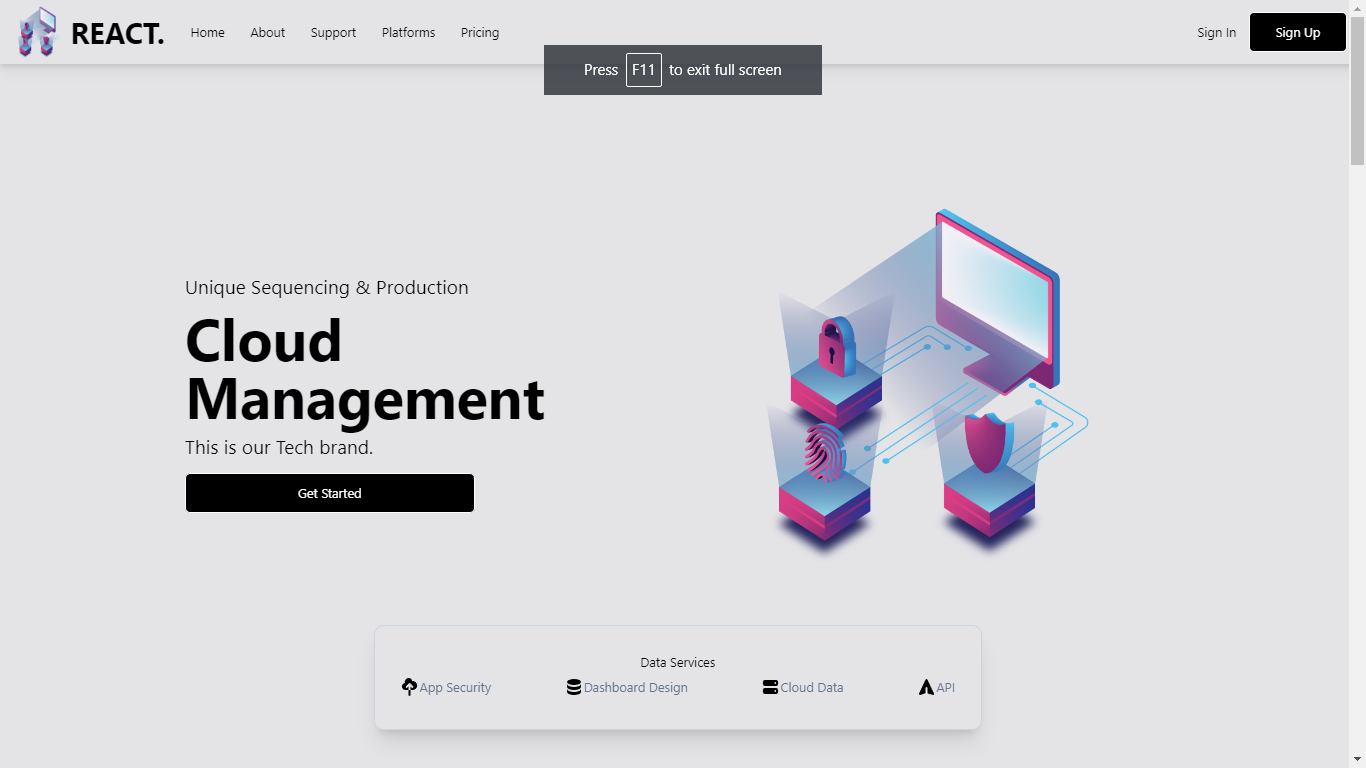 REACT. Home About Support Platforms Pricing Sign In Sign Up
Press F11 to exit full screen
Unique Sequencing & Production
Cloud
Management
This is our Tech brand.
Get Started
Data Services
App Security Dashboard Design Cloud Data API